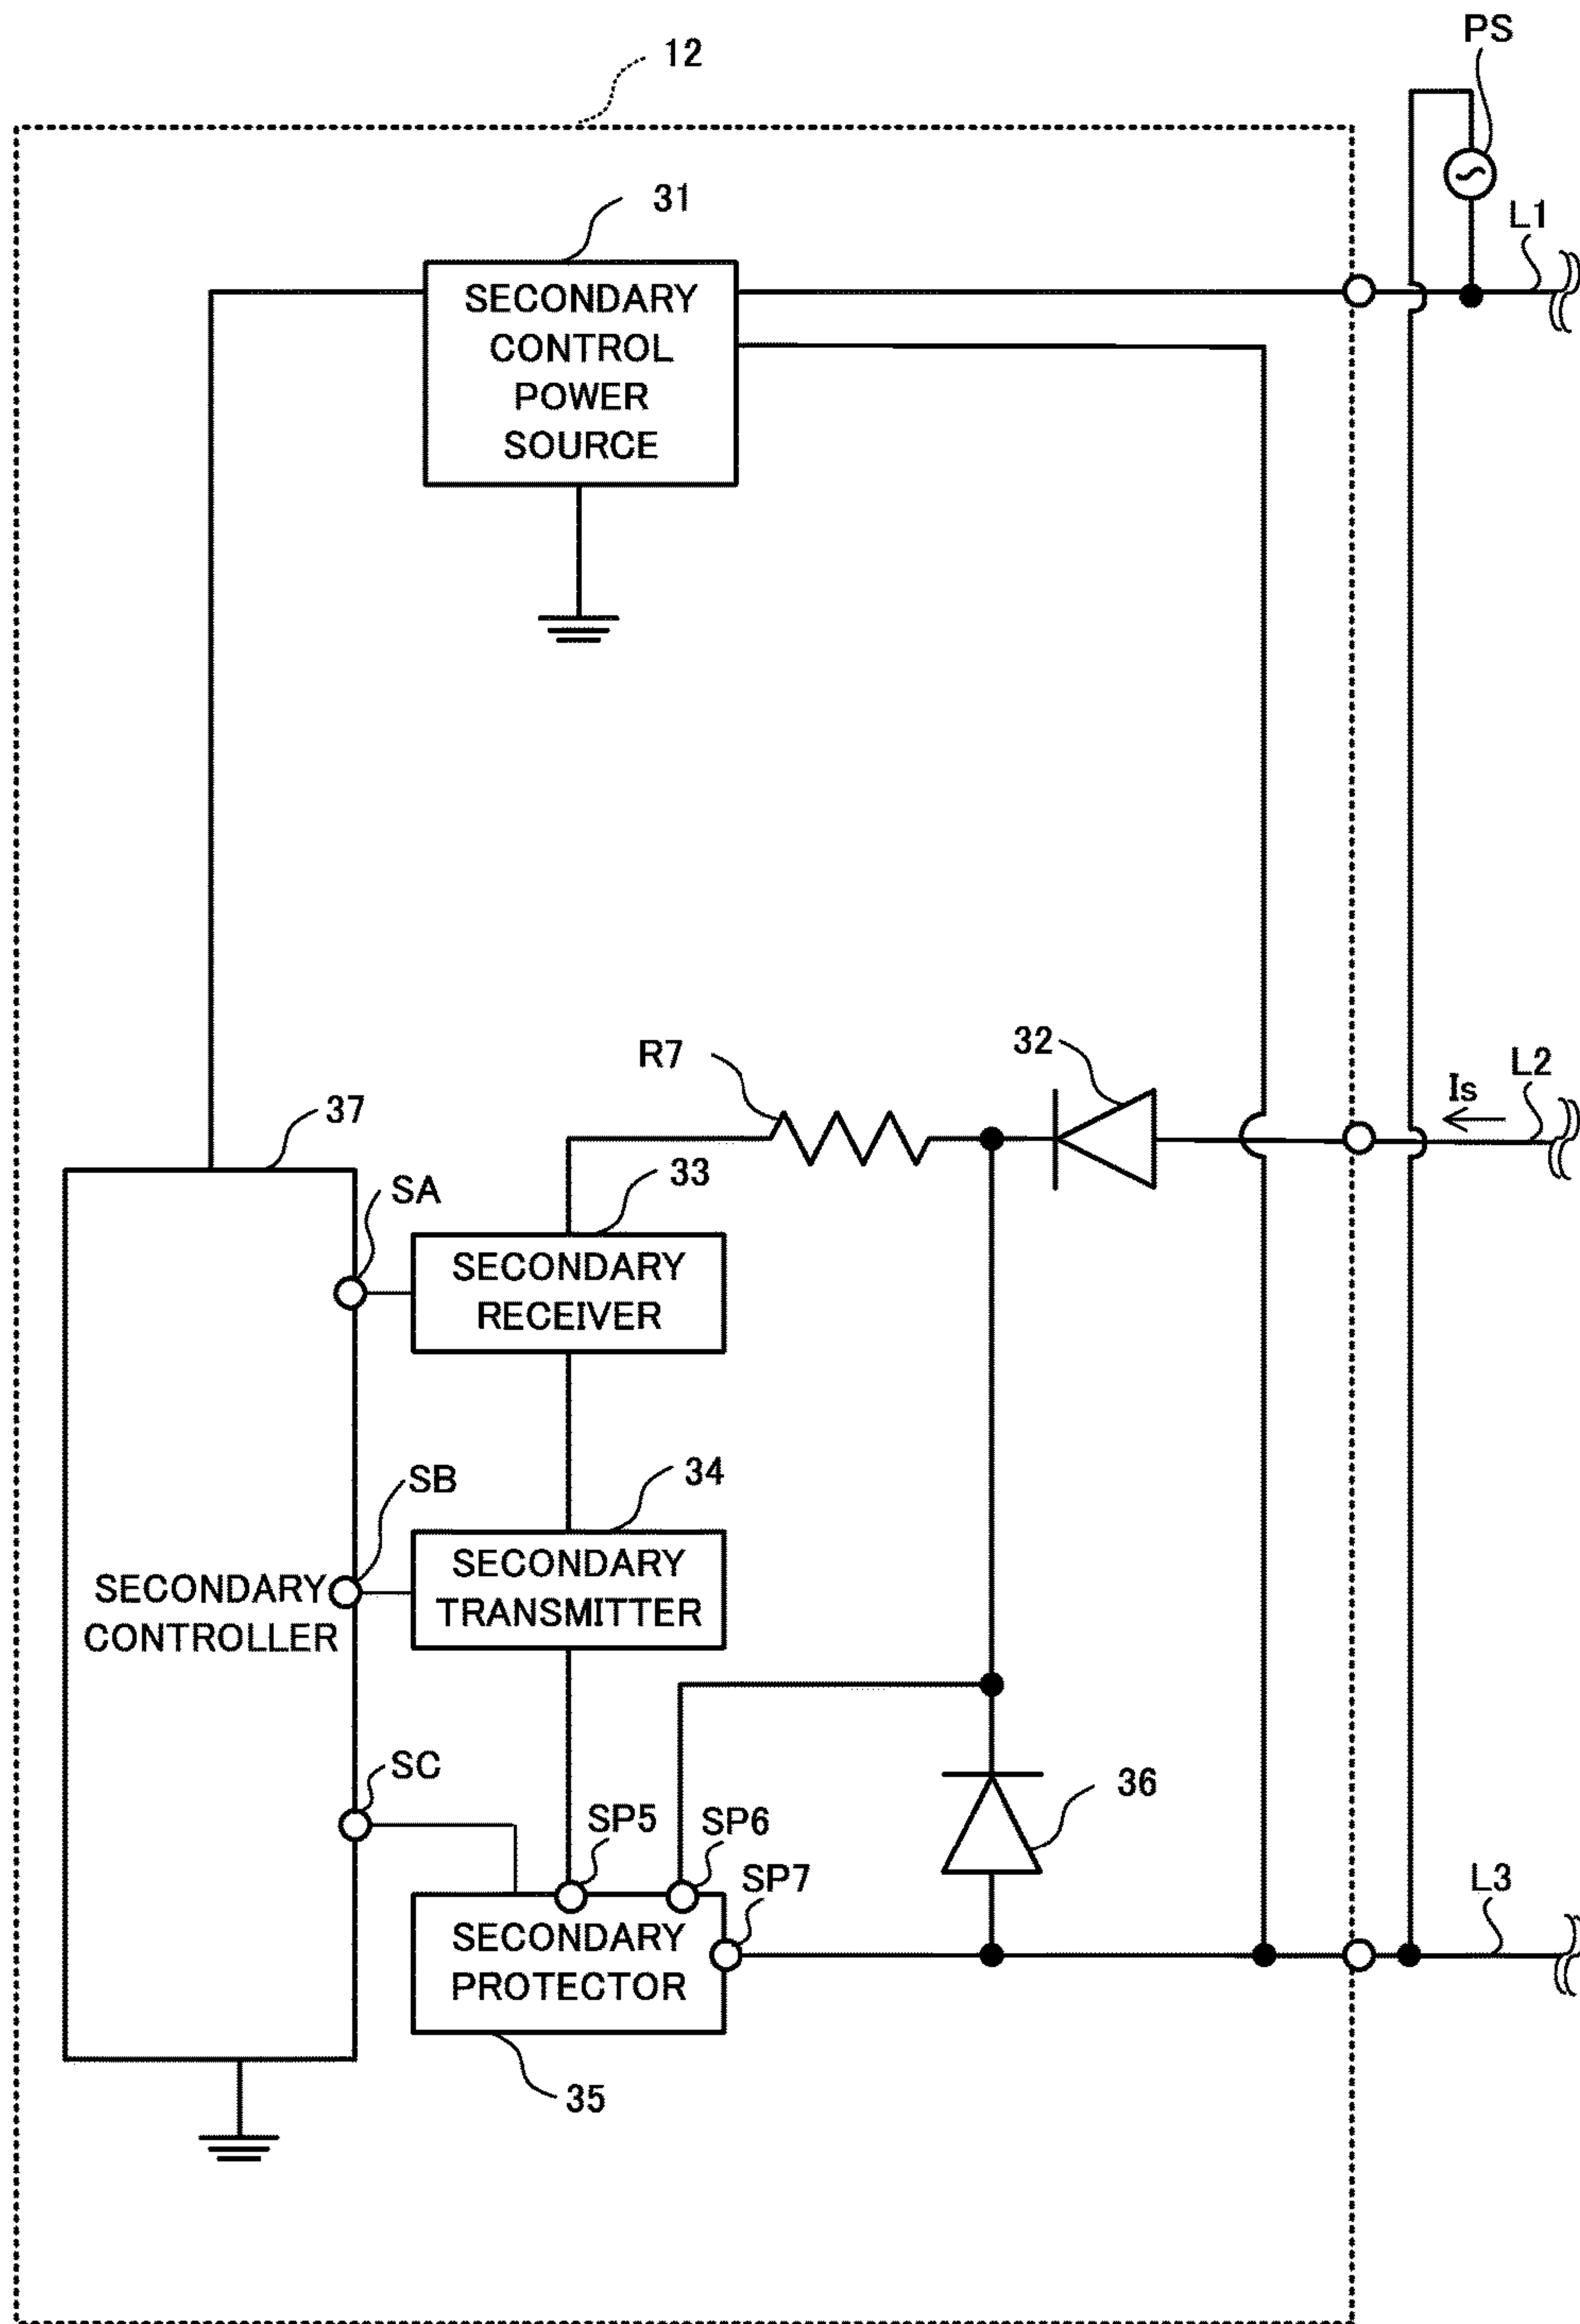 PS
12
31
L1
SECONDARY
CONTROL
POWER
SOURCE
32
R7
L2
Is
37
33
SA
SECONDARY
RECEIVER
34
SB
SECONDARY
TRANSMITTER
SECONDARY
CONTROLLER
SC
36
SP5
SP6
SP7
L3
SECONDARY
PROTECTOR
35